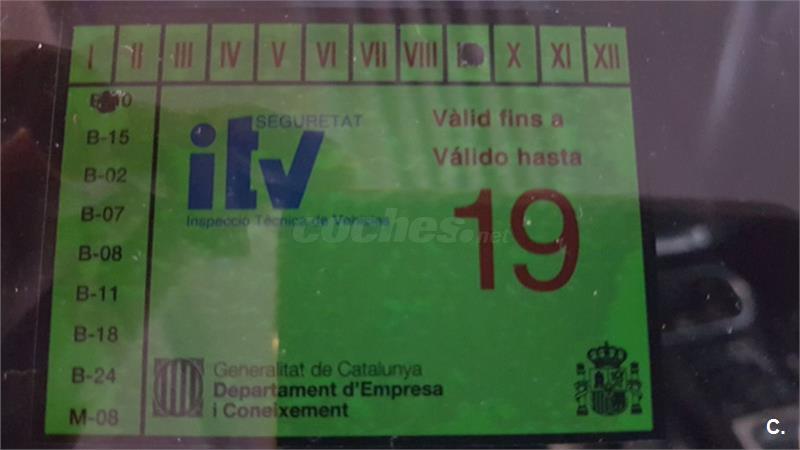 I II III IV V VI VII VIII X XI XII
B-15
B-02
B-07
B-08
B-11
B-18
B-24
M-08
SEGURETAT
itv
Inspecció Tècnica de Vehicles
Vàlid fins a
Válido hasta
19
coches.net
Generalitat de Catalunya
Departament d'Empresa
i Coneixement
C.